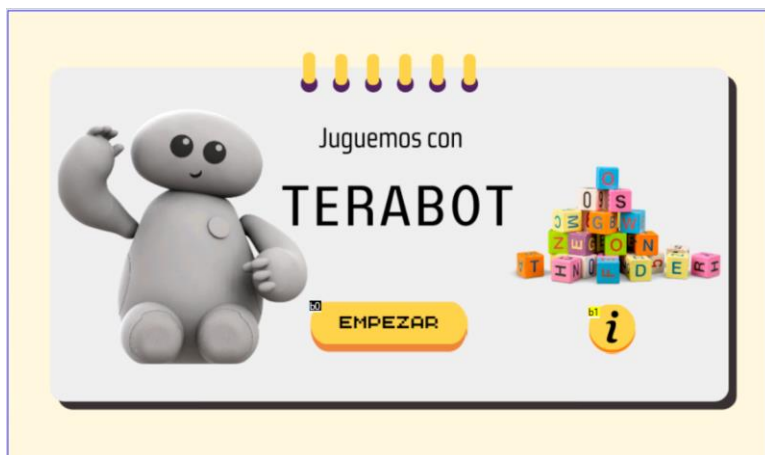 Juguemos con
TERABOT
b0
EMPEZAR
b1
i
O
S
Z E G O N
T H N O F D E R H